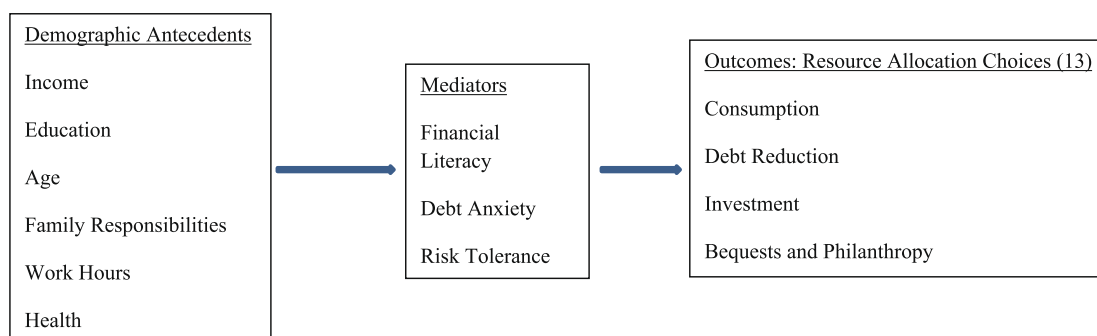 Demographic Antecedents
Income
Education
Age
Family Responsibilities
Work Hours
Health
Mediators
Financial
Literacy
Debt Anxiety
Risk Tolerance
Outcomes: Resource Allocation Choices (13)
Consumption
Debt Reduction
Investment
Bequests and Philanthropy